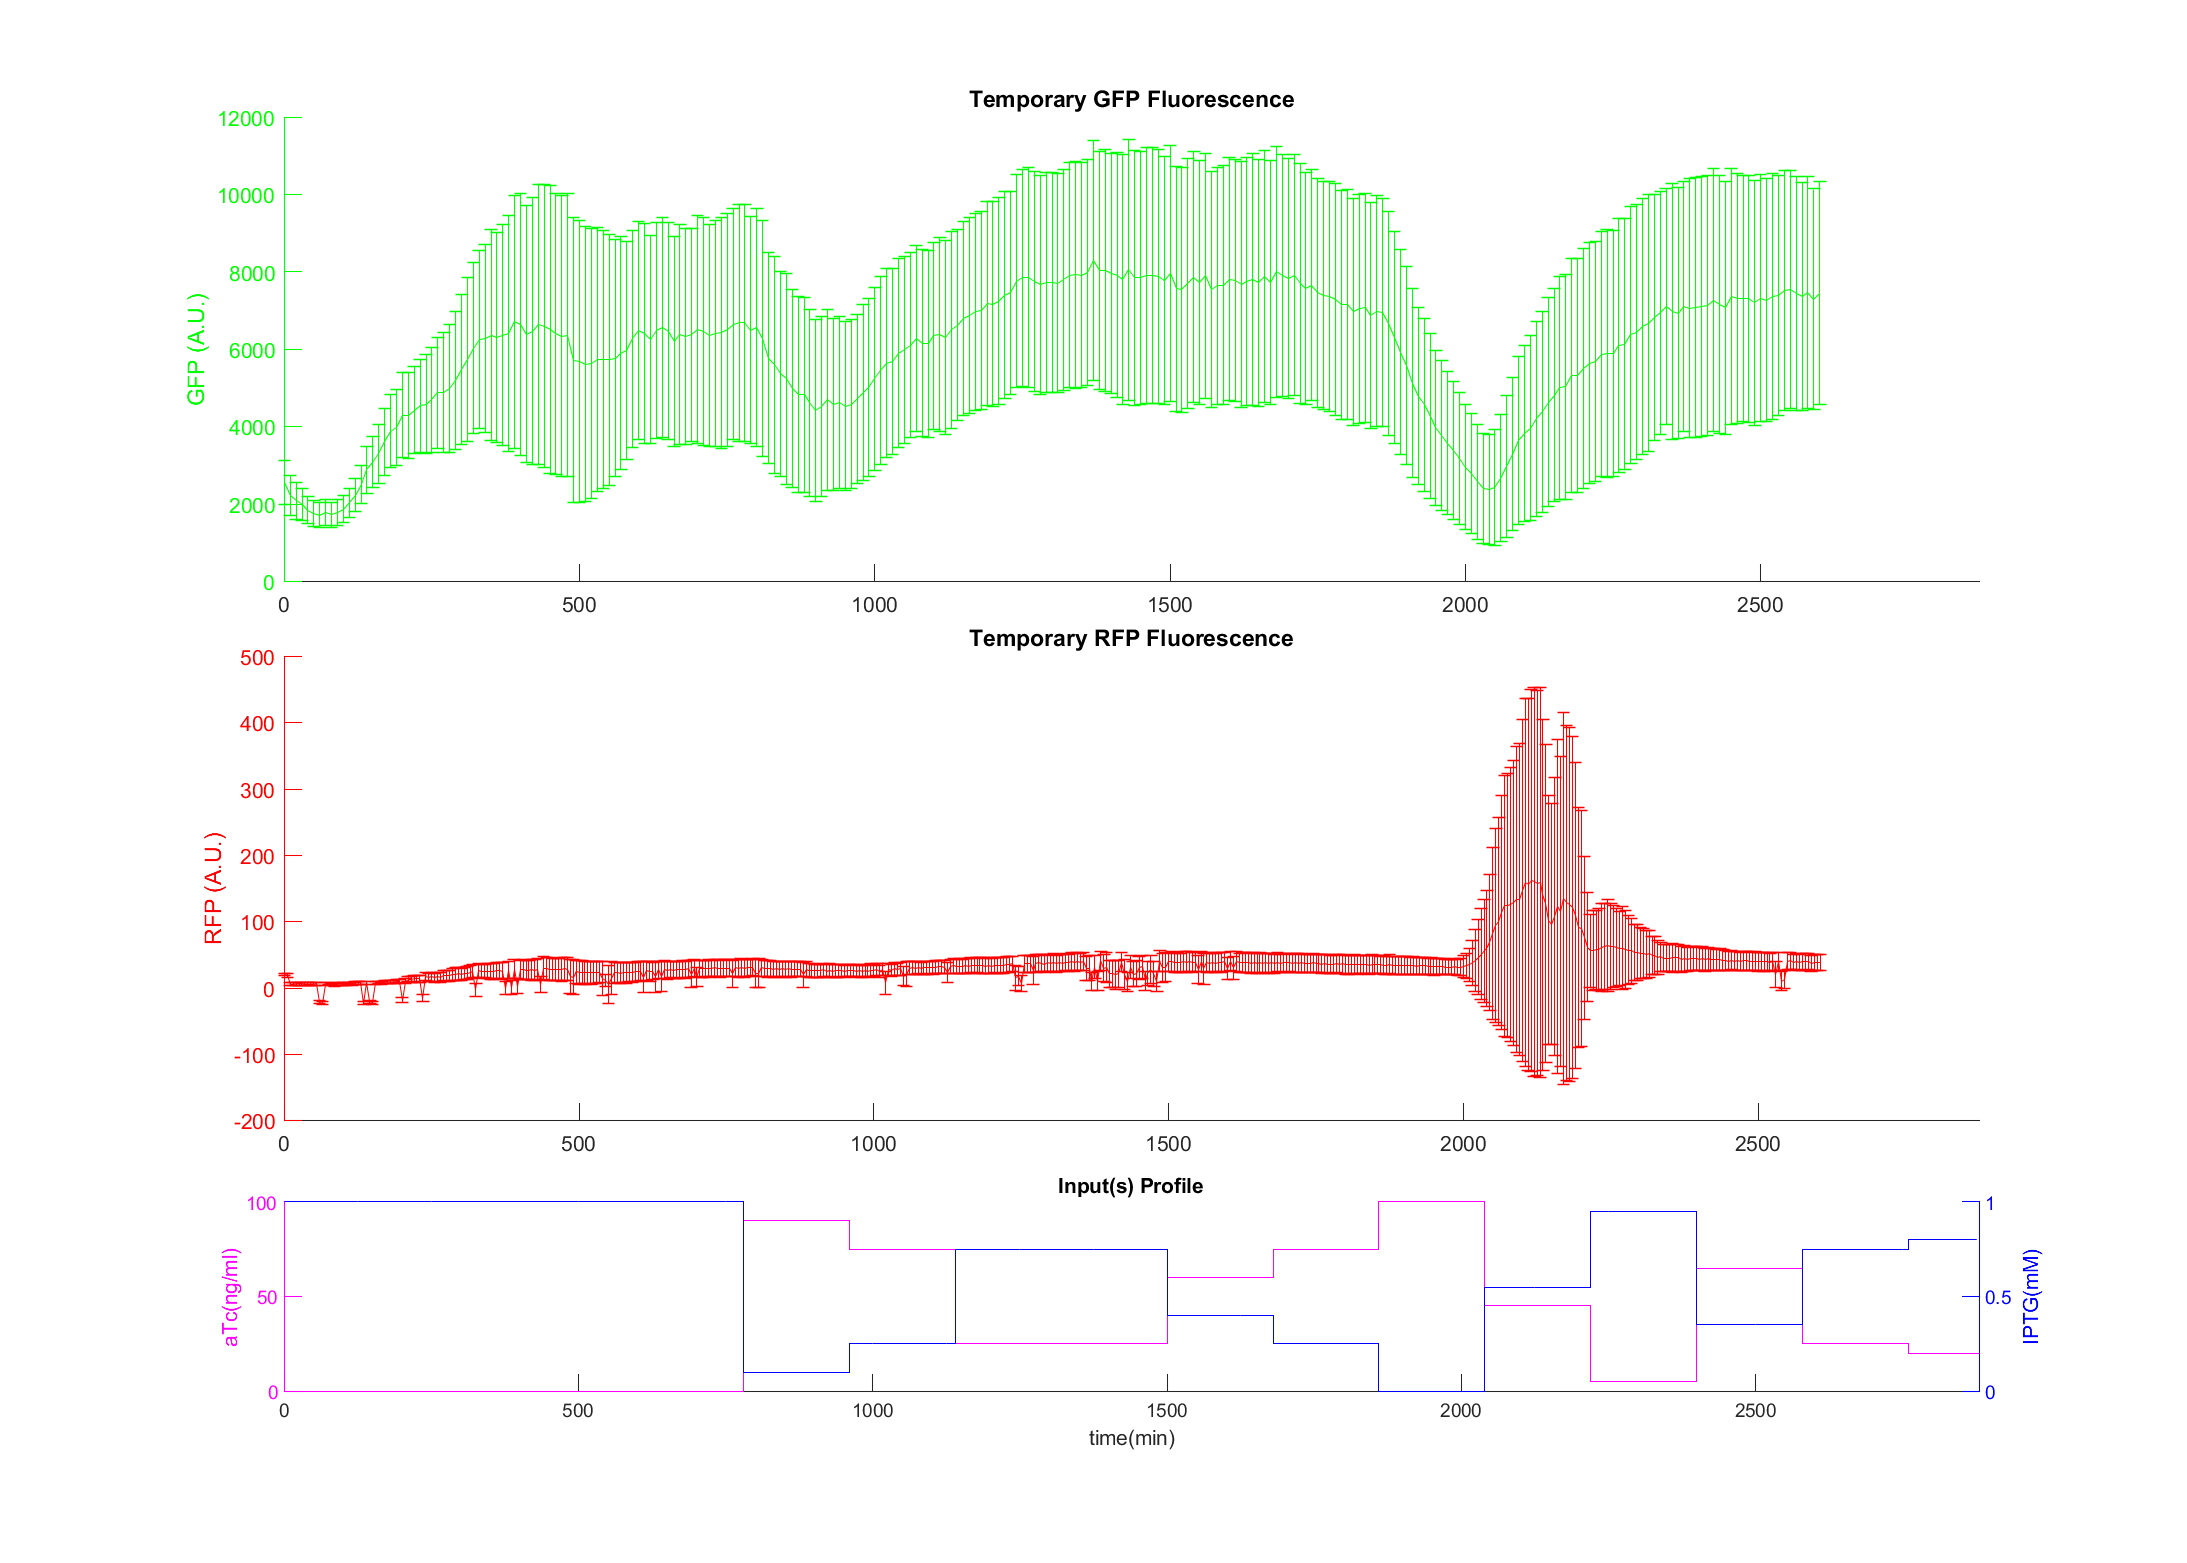 Temporary GFP Fluorescence
12000
10000
8000
6000
4000
2000
0
GFP (A.U.)
0 500 1000 1500 2000 2500
Temporary RFP Fluorescence
500
400
300
200
100
0
-100
-200
RFP (A.U.)
0 500 1000 1500 2000 2500
Input(s) Profile
100
50
0
aTc(ng/ml)
1
0.5
0
IPTG(mM)
0 500 1000 1500 2000 2500
time(min)